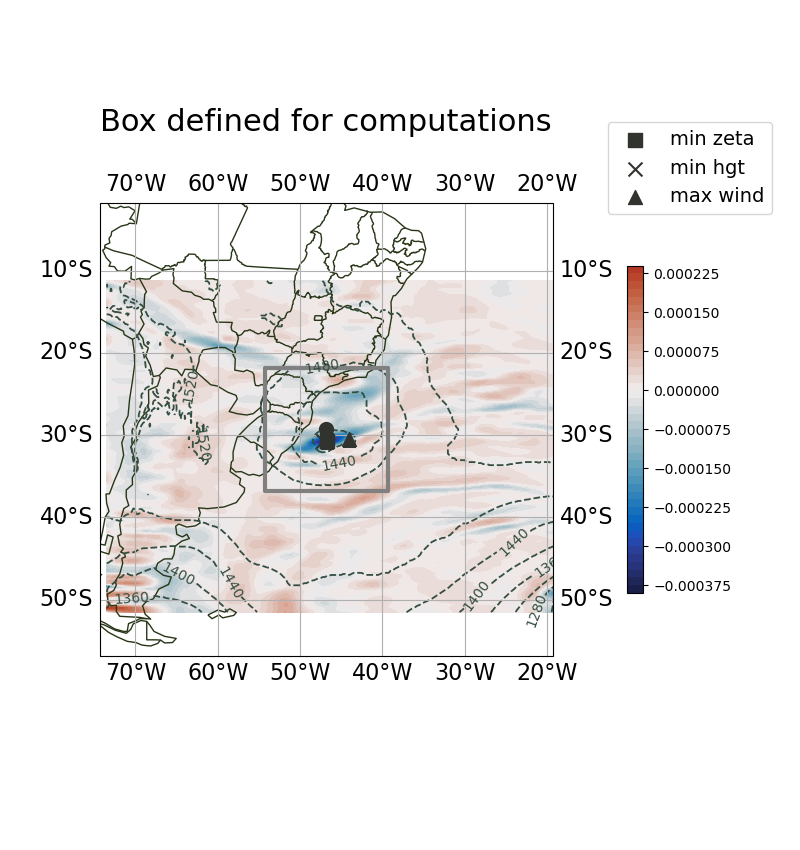 Box defined for computations
min zeta
min hgt
max wind
70°W 60°W 50°W 40°W 30°W 20°W
10°S 10°S
20°S 20°S
30°S 30°S
40°S 40°S
50°S 50°S
70°W 60°W 50°W 40°W 30°W 20°W
1480
1520
1520
1440
1440
1400
1440
1360
1400
1280
0.000225
0.000150
0.000075
0.000000
−0.000075
−0.000150
−0.000225
−0.000300
−0.000375